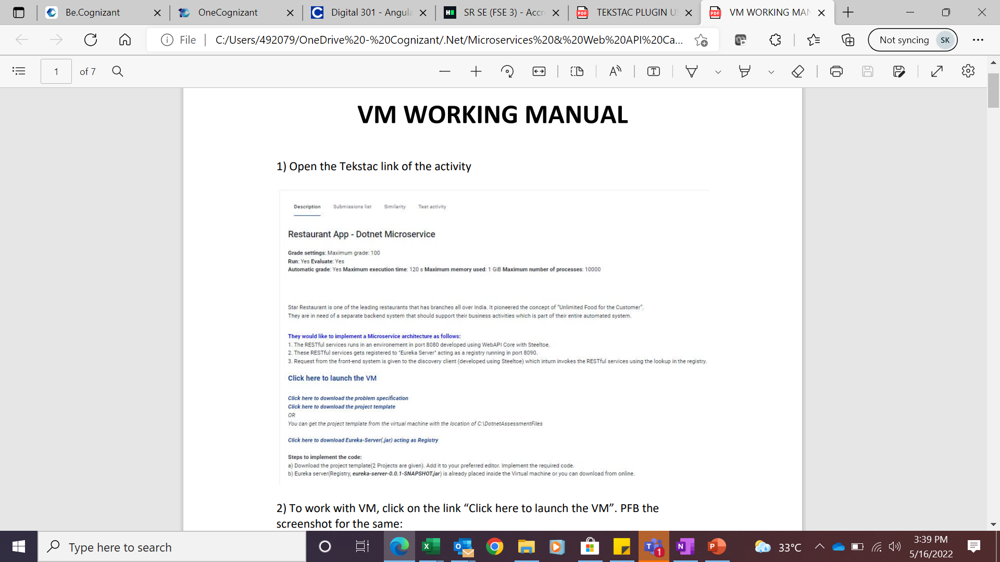 Be.Cognizant
OneCognizant
Digital 301 - Angula
SR SE (FSE 3) - Accr
TEKSTAC PLUGIN U
VM WORKING MAN
File
C:/Users/492079/OneDrive%20-%20Cognizant/.Net/Microservices%20&%20Web%20API%20Ca...
Not syncing
SK
1
of 7
VM WORKING MANUAL
1) Open the Tekstac link of the activity
Description Submissions list Similarity Test activity
Restaurant App - Dotnet Microservice
Grade settings: Maximum grade: 100
Run: Yes Evaluate: Yes
Automatic grade: Yes Maximum execution time: 120 s Maximum memory used: 1 GiB Maximum number of processes: 10000
Star Restaurant is one of the leading restaurants that has branches all over India. It pioneered the concept of "Unlimited Food for the Customer".
They are in need of a separate backend system that should support their business activities which is part of their entire automated system.
They would like to implement a Microservice architecture as follows:
1. The RESTful services runs in an environement in port 8080 developed using WebAPI Core with Steeltoe.
2. These RESTful services gets registered to "Eureka Server" acting as a registry running in port 8090.
3. Request from the front-end system is given to the discovery client (developed using Steeltoe) which inturn invokes the RESTful services using the lookup in the registry.
Click here to launch the VM
Click here to download the problem specification
Click here to download the project template
OR
You can get the project template from the virtual machine with the location of C:\DotnetAssessmentFiles
Click here to download Eureka-Server(.jar) acting as Registry
Steps to implement the code:
a) Download the project template(2 Projects are given). Add it to your preferred editor. Implement the required code.
b) Eureka server(Registry, eureka-server-0.0.1-SNAPSHOT.jar) is already placed inside the Virtual machine or you can download from online.
2) To work with VM, click on the link “Click here to launch the VM”. PFB the
screenshot for the same:
Type here to search
33°C
3:39 PM
5/16/2022